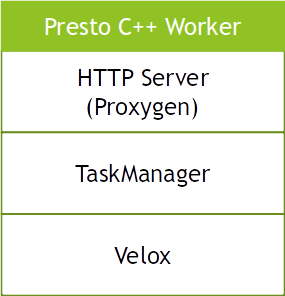 Presto C++ Worker
HTTP Server
(Proxygen)
TaskManager
Velox